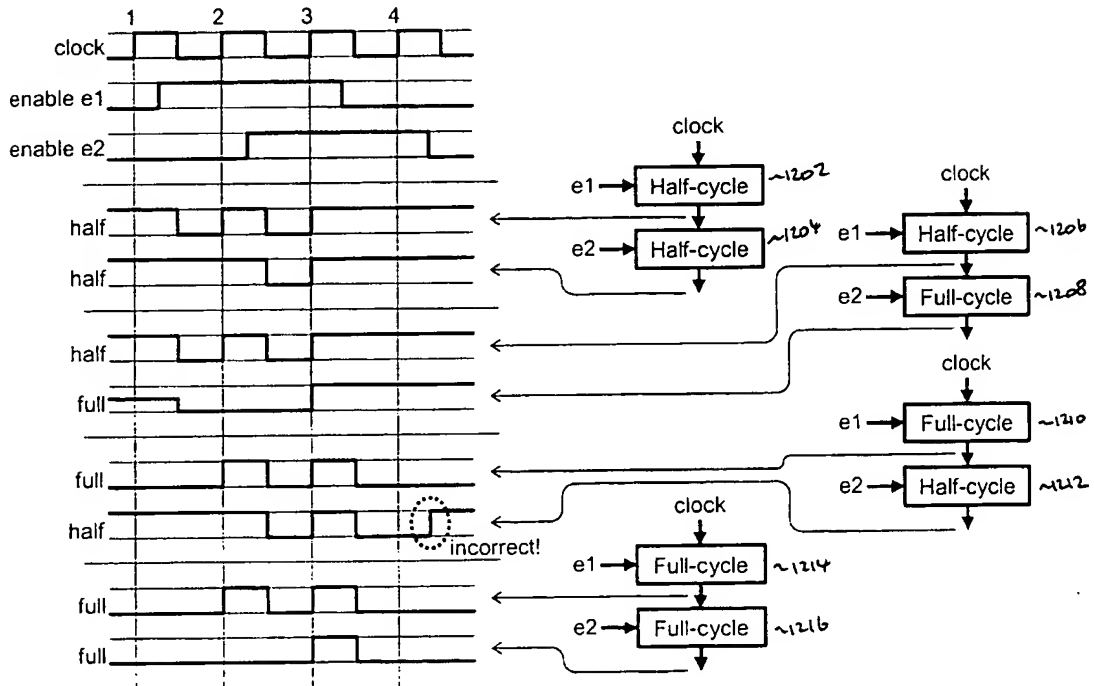 1 2 3 4
clock
enable e1
enable e2
half
half
half
full
full
half
incorrect!
full
full
clock
e1 Half-cycle ~1202
e2 Half-cycle ~1204
clock
e1 Half-cycle ~1206
e2 Full-cycle ~1208
clock
e1 Full-cycle ~1210
e2 Half-cycle ~1212
clock
e1 Full-cycle ~1214
e2 Full-cycle ~1216